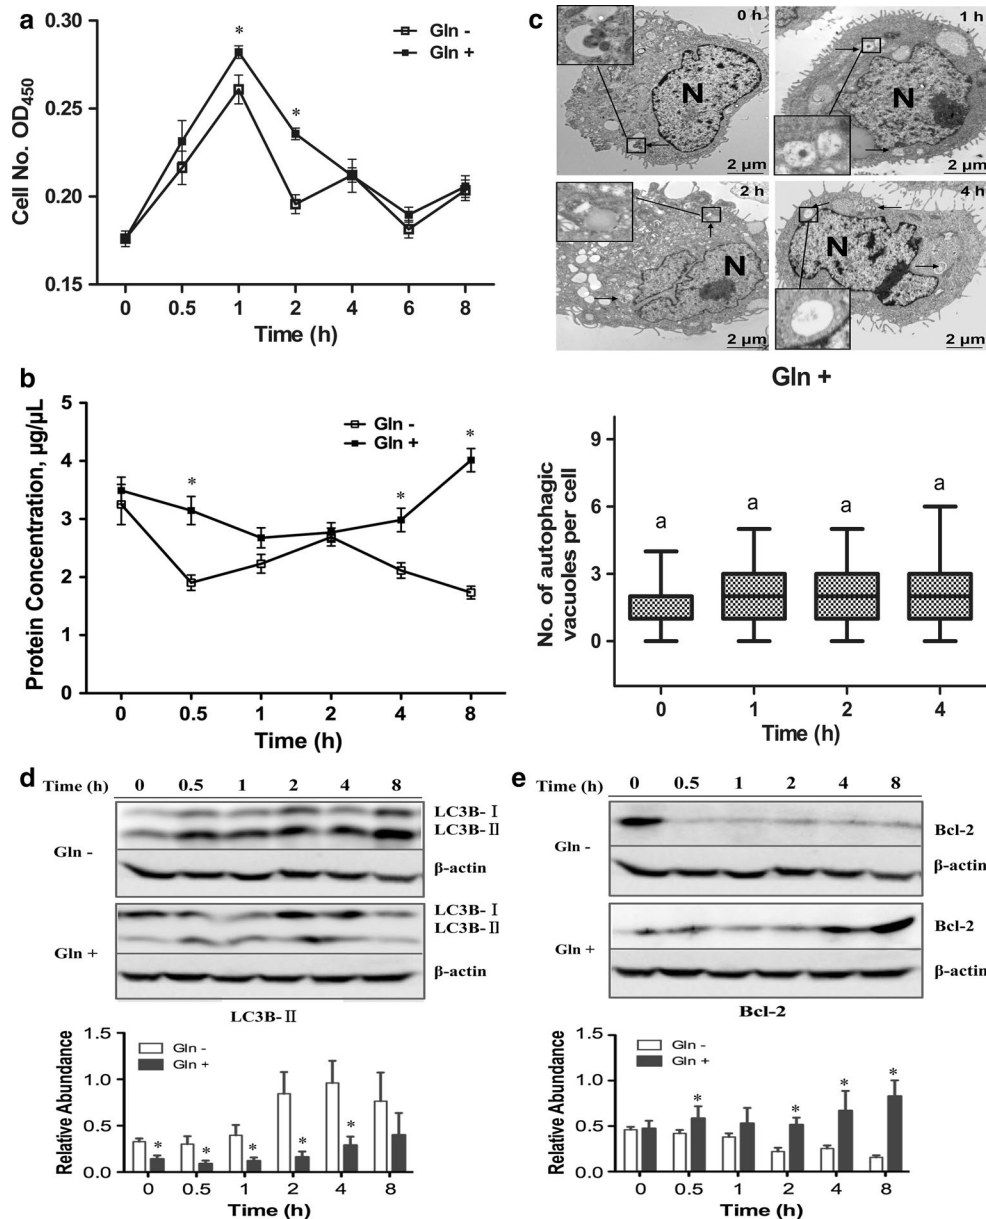 a
0.30
0.25
0.20
0.15
Cell No. OD450
Gln -
Gln +
*
*
0 0.5 1 2 4 6 8
Time (h)
b
5
4
3
2
1
0
Protein Concentration, µg/µL
Gln -
Gln +
*
*
*
0 0.5 1 2 4 8
Time (h)
c
0 h
N
2 µm
1 h
N
2 µm
2 h
N
2 µm
4 h
N
2 µm
Gln +
9
6
3
0
No. of autophagic
vacuoles per cell
a a a a
0 1 2 4
Time (h)
d
Time (h) 0 0.5 1 2 4 8
Gln -
LC3B-Ⅰ
LC3B-Ⅱ
β-actin
Gln +
LC3B-Ⅰ
LC3B-Ⅱ
β-actin
LC3B-Ⅱ
1.5
1.0
0.5
0.0
Relative Abundance
Gln -
Gln +
* * * * *
0 0.5 1 2 4 8
Time (h)
e
Time (h) 0 0.5 1 2 4 8
Gln -
Bcl-2
β-actin
Gln +
Bcl-2
β-actin
Bcl-2
1.5
1.0
0.5
0.0
Relative Abundance
Gln -
Gln +
* * * *
0 0.5 1 2 4 8
Time (h)